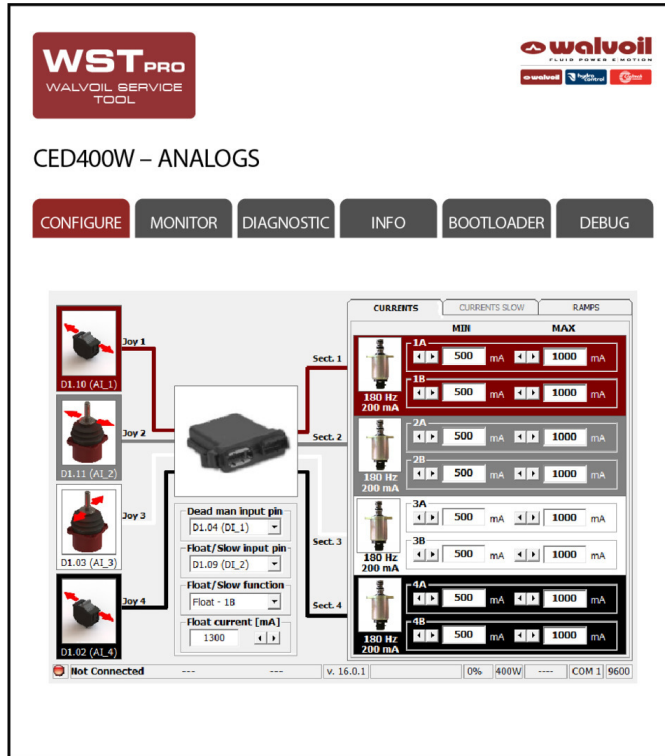 WST PRO
WALVOIL SERVICE
TOOL
walvoil
FLUID POWER E·MOTION
walvoil
hydro control
CED400W – ANALOGS
CONFIGURE MONITOR DIAGNOSTIC INFO BOOTLOADER DEBUG
CURRENTS CURRENTS SLOW RAMPS
MIN MAX
Joy 1
D1.10 (AI_1)
Joy 2
D1.11 (AI_2)
Joy 3
D1.03 (AI_3)
Joy 4
D1.02 (AI_4)
Dead man input pin
D1.04 (DI_1)
Float/Slow input pin
D1.09 (DI_2)
Float/Slow function
Float - 1B
Float current [mA]
1300
Sect. 1
Sect. 2
Sect. 3
Sect. 4
1A
500 mA 1000 mA
1B
500 mA 1000 mA
180 Hz
200 mA
2A
500 mA 1000 mA
2B
500 mA 1000 mA
180 Hz
200 mA
3A
500 mA 1000 mA
3B
500 mA 1000 mA
180 Hz
200 mA
4A
500 mA 1000 mA
4B
500 mA 1000 mA
180 Hz
200 mA
Not Connected --- --- v. 16.0.1 0% 400W ---- COM 1 9600